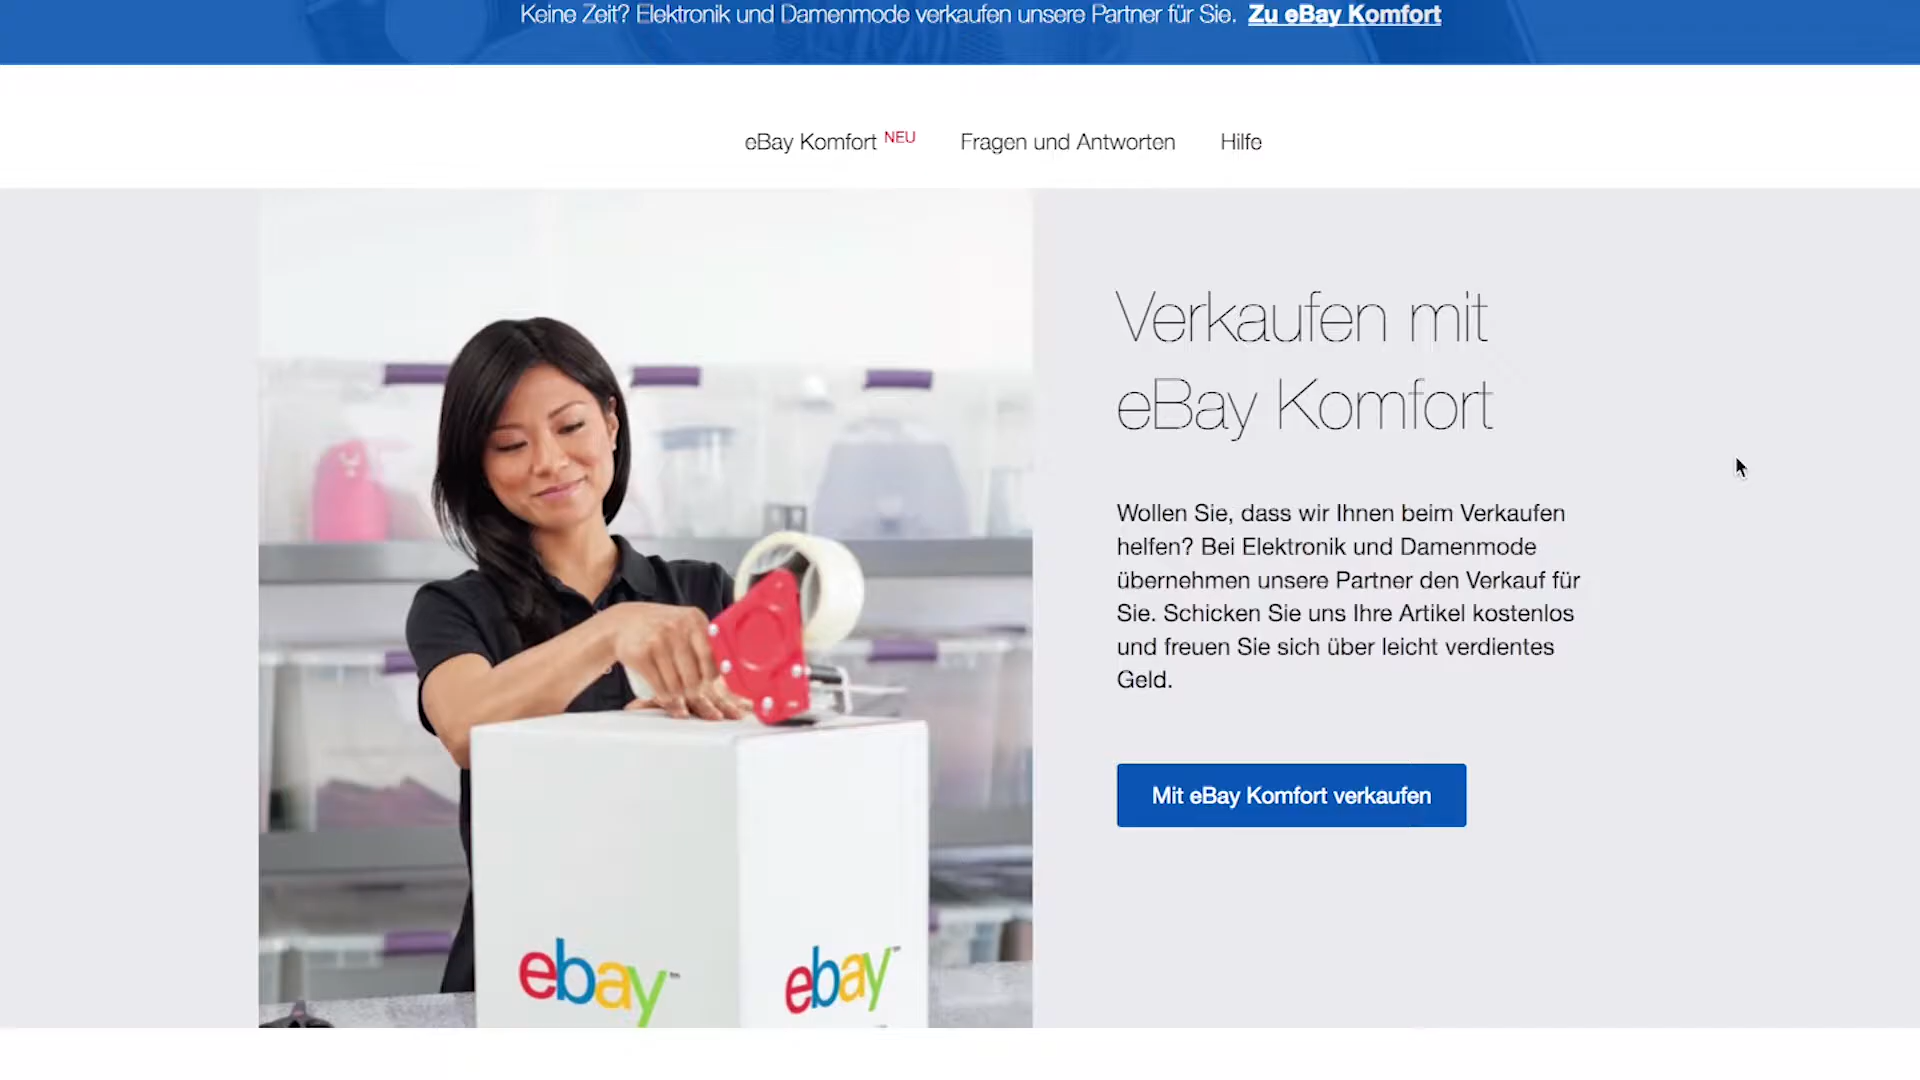 Keine Zeit? Elektronik und Damenmode verkaufen unsere Partner für Sie. Zu eBay Komfort
eBay Komfort NEU Fragen und Antworten Hilfe
Verkaufen mit
eBay Komfort
Wollen Sie, dass wir Ihnen beim Verkaufen
helfen? Bei Elektronik und Damenmode
übernehmen unsere Partner den Verkauf für
Sie. Schicken Sie uns Ihre Artikel kostenlos
und freuen Sie sich über leicht verdientes
Geld.
Mit eBay Komfort verkaufen
ebay™ ebay™